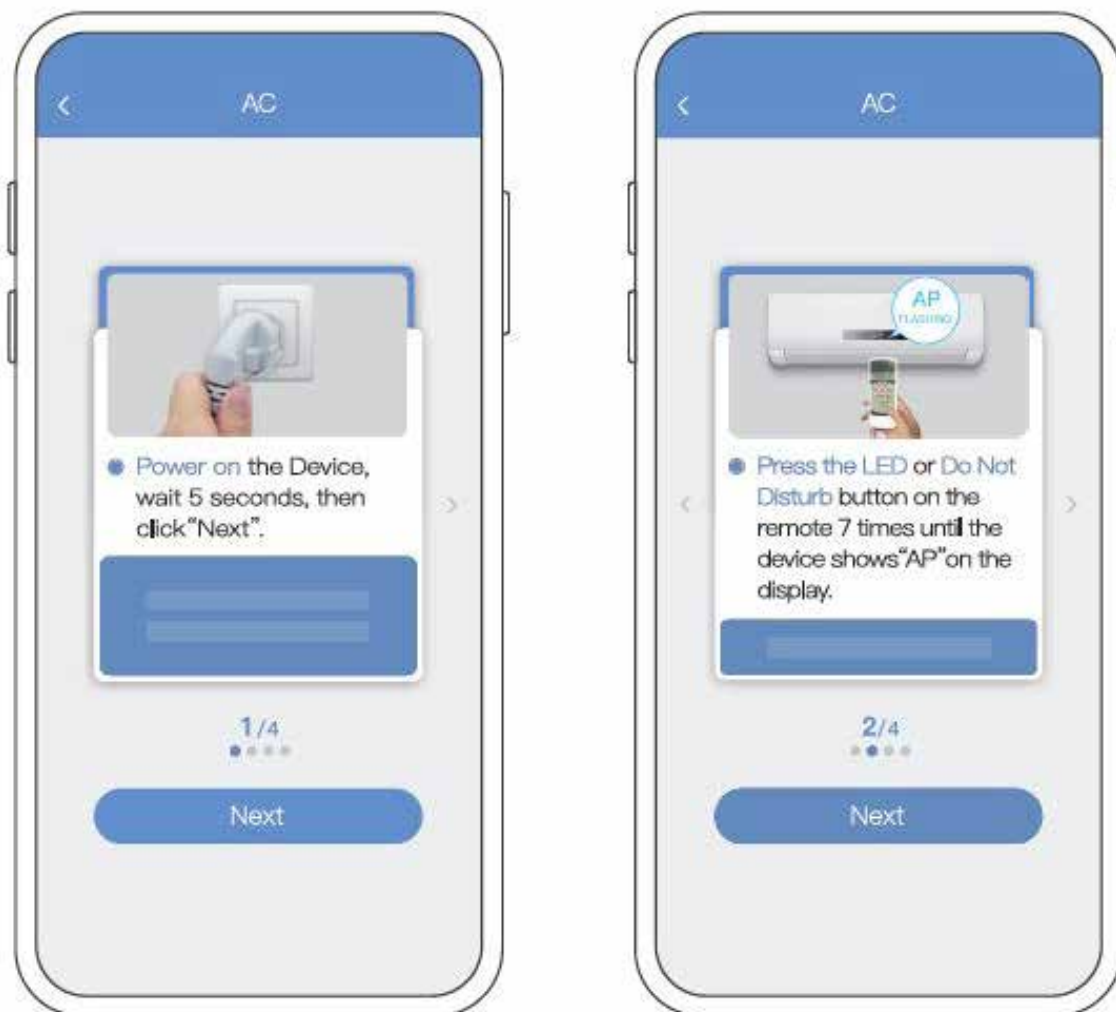 AC
Power on the Device,
wait 5 seconds, then
click“Next”.
1/4
Next
AC
AP
FLASHING
Press the LED or Do Not
Disturb button on the
remote 7 times until the
device shows“AP”on the
display.
2/4
Next